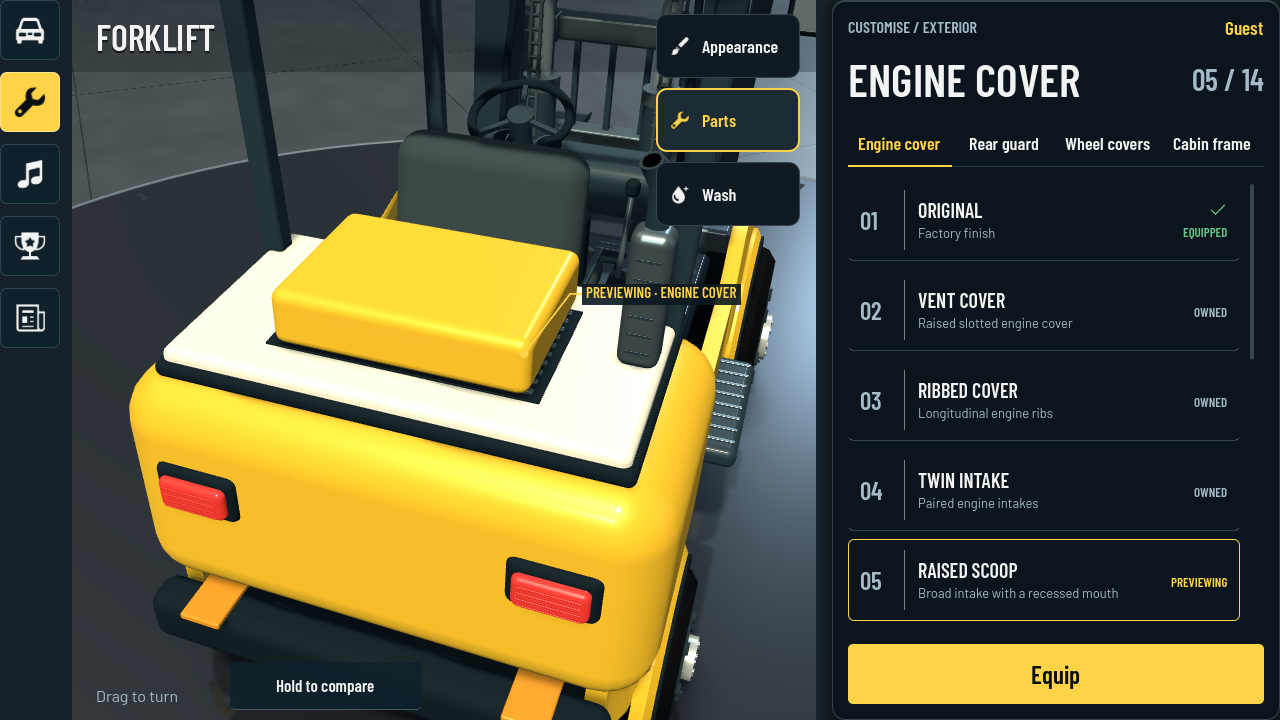 FORKLIFT
Appearance
Parts
Wash
PREVIEWING · ENGINE COVER
Drag to turn
Hold to compare
CUSTOMISE / EXTERIOR
Guest
ENGINE COVER
05 / 14
Engine cover
Rear guard
Wheel covers
Cabin frame
01
ORIGINAL
Factory finish
EQUIPPED
02
VENT COVER
Raised slotted engine cover
OWNED
03
RIBBED COVER
Longitudinal engine ribs
OWNED
04
TWIN INTAKE
Paired engine intakes
OWNED
05
RAISED SCOOP
Broad intake with a recessed mouth
PREVIEWING
Equip